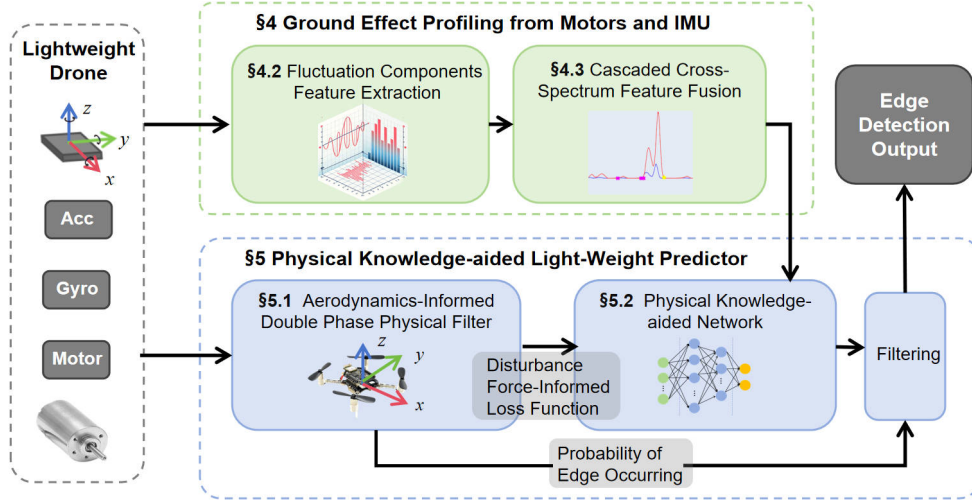 Lightweight
Drone
z
y
x
Acc
Gyro
Motor
§4 Ground Effect Profiling from Motors and IMU
§4.2 Fluctuation Components
Feature Extraction
§4.3 Cascaded Cross-
Spectrum Feature Fusion
Edge
Detection
Output
§5 Physical Knowledge-aided Light-Weight Predictor
§5.1 Aerodynamics-Informed
Double Phase Physical Filter
z
y
x
Disturbance
Force-Informed
Loss Function
§5.2 Physical Knowledge-
aided Network
Filtering
Probability of
Edge Occurring